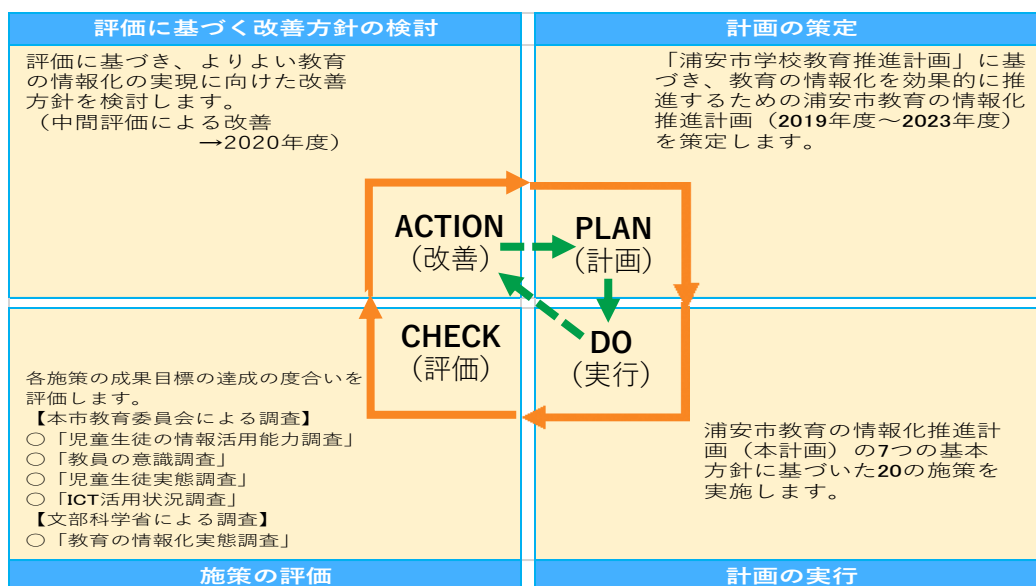 評価に基づく改善方針の検討
評価に基づき、よりよい教育
の情報化の実現に向けた改善
方針を検討します。
（中間評価による改善
→2020年度）
計画の策定
「浦安市学校教育推進計画」に基
づき、教育の情報化を効果的に推
進するための浦安市教育の情報化
推進計画（2019年度～2023年度）
を策定します。
ACTION
（改善）
PLAN
（計画）
CHECK
（評価）
DO
（実行）
各施策の成果目標の達成の度合いを
評価します。
【本市教育委員会による調査】
○「児童生徒の情報活用能力調査」
○「教員の意識調査」
○「児童生徒実態調査」
○「ICT活用状況調査」
【文部科学省による調査】
○「教育の情報化実態調査」
施策の評価
浦安市教育の情報化推進計
画（本計画）の7つの基本
方針に基づいた20の施策を
実施します。
計画の実行